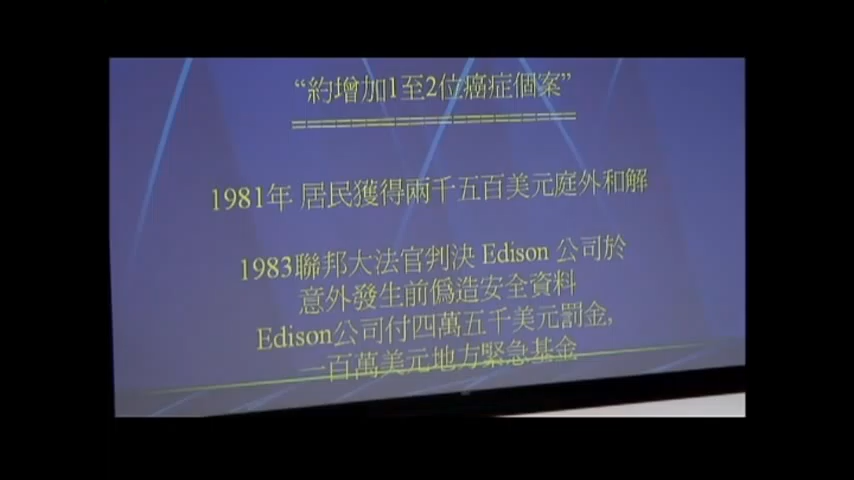 “約增加1至2位癌症個案”
====================
1981年 居民獲得兩千五百美元庭外和解
1983聯邦大法官判決 Edison 公司於
意外發生前偽造安全資料
Edison公司付四萬五千美元罰金,
一百萬美元地方緊急基金